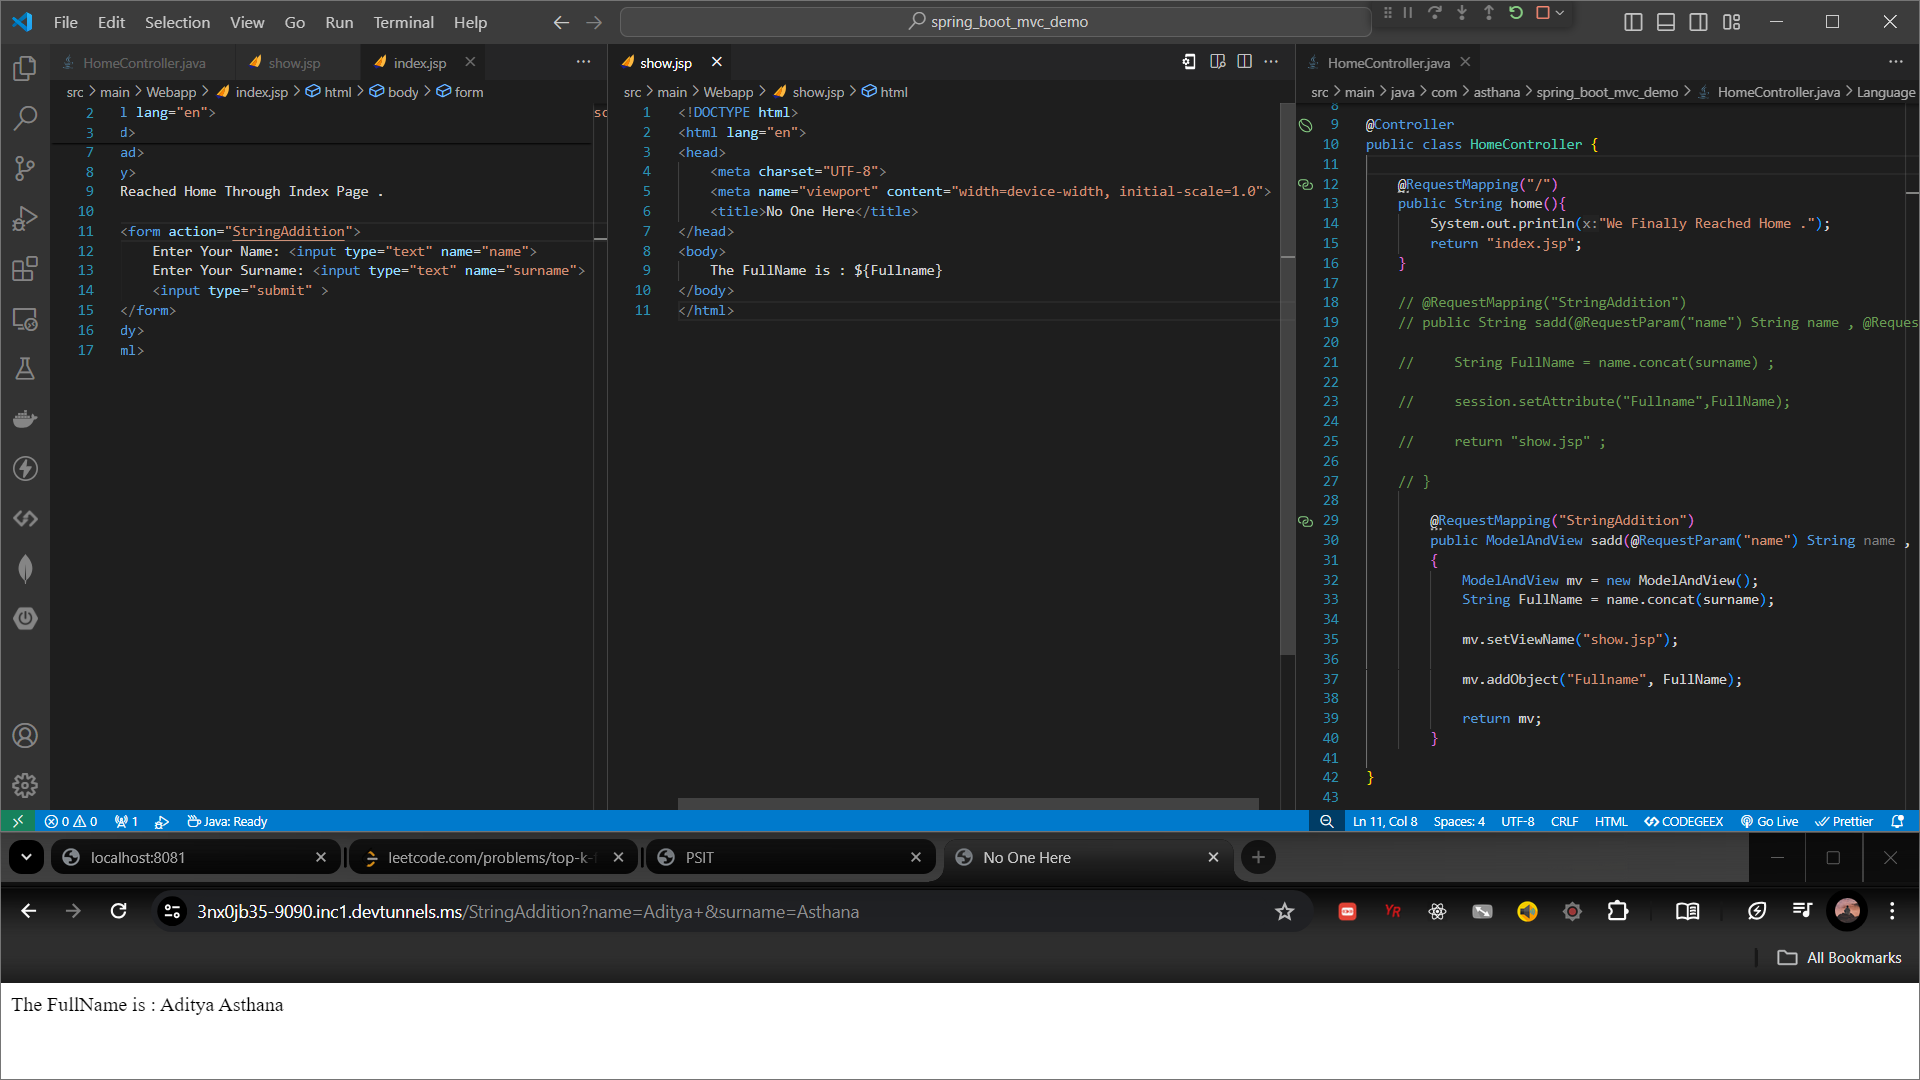 File Edit Selection View Go Run Terminal Help
spring_boot_mvc_demo
HomeController.java show.jsp index.jsp
src > main > Webapp > index.jsp > html > body > form
2 l lang="en">
3 d>
7 ad>
8 y>
9 Reached Home Through Index Page .
10
11 <form action="StringAddition">
12 Enter Your Name: <input type="text" name="name">
13 Enter Your Surname: <input type="text" name="surname">
14 <input type="submit" >
15 </form>
16 dy>
17 ml>
sc
show.jsp
src > main > Webapp > show.jsp > html
1 <!DOCTYPE html>
2 <html lang="en">
3 <head>
4 <meta charset="UTF-8">
5 <meta name="viewport" content="width=device-width, initial-scale=1.0">
6 <title>No One Here</title>
7 </head>
8 <body>
9 The FullName is : ${Fullname}
10 </body>
11 </html>
HomeController.java
src > main > java > com > asthana > spring_boot_mvc_demo > HomeController.java > Language
8
9 @Controller
10 public class HomeController {
11
12 @RequestMapping("/")
13 public String home(){
14 System.out.println(x:"We Finally Reached Home .");
15 return "index.jsp";
16 }
17
18 // @RequestMapping("StringAddition")
19 // public String sadd(@RequestParam("name") String name , @Reques
20
21 // String FullName = name.concat(surname) ;
22
23 // session.setAttribute("Fullname",FullName);
24
25 // return "show.jsp" ;
26
27 // }
28
29 @RequestMapping("StringAddition")
30 public ModelAndView sadd(@RequestParam("name") String name ,
31 {
32 ModelAndView mv = new ModelAndView();
33 String FullName = name.concat(surname);
34
35 mv.setViewName("show.jsp");
36
37 mv.addObject("Fullname", FullName);
38
39 return mv;
40 }
41
42 }
43
0 0 1 Java: Ready
Ln 11, Col 8 Spaces: 4 UTF-8 CRLF HTML CODEGEEX Go Live Prettier
localhost:8081 leetcode.com/problems/top-k- PSIT No One Here
3nx0jb35-9090.inc1.devtunnels.ms/StringAddition?name=Aditya+&surname=Asthana
YR
All Bookmarks
The FullName is : Aditya Asthana